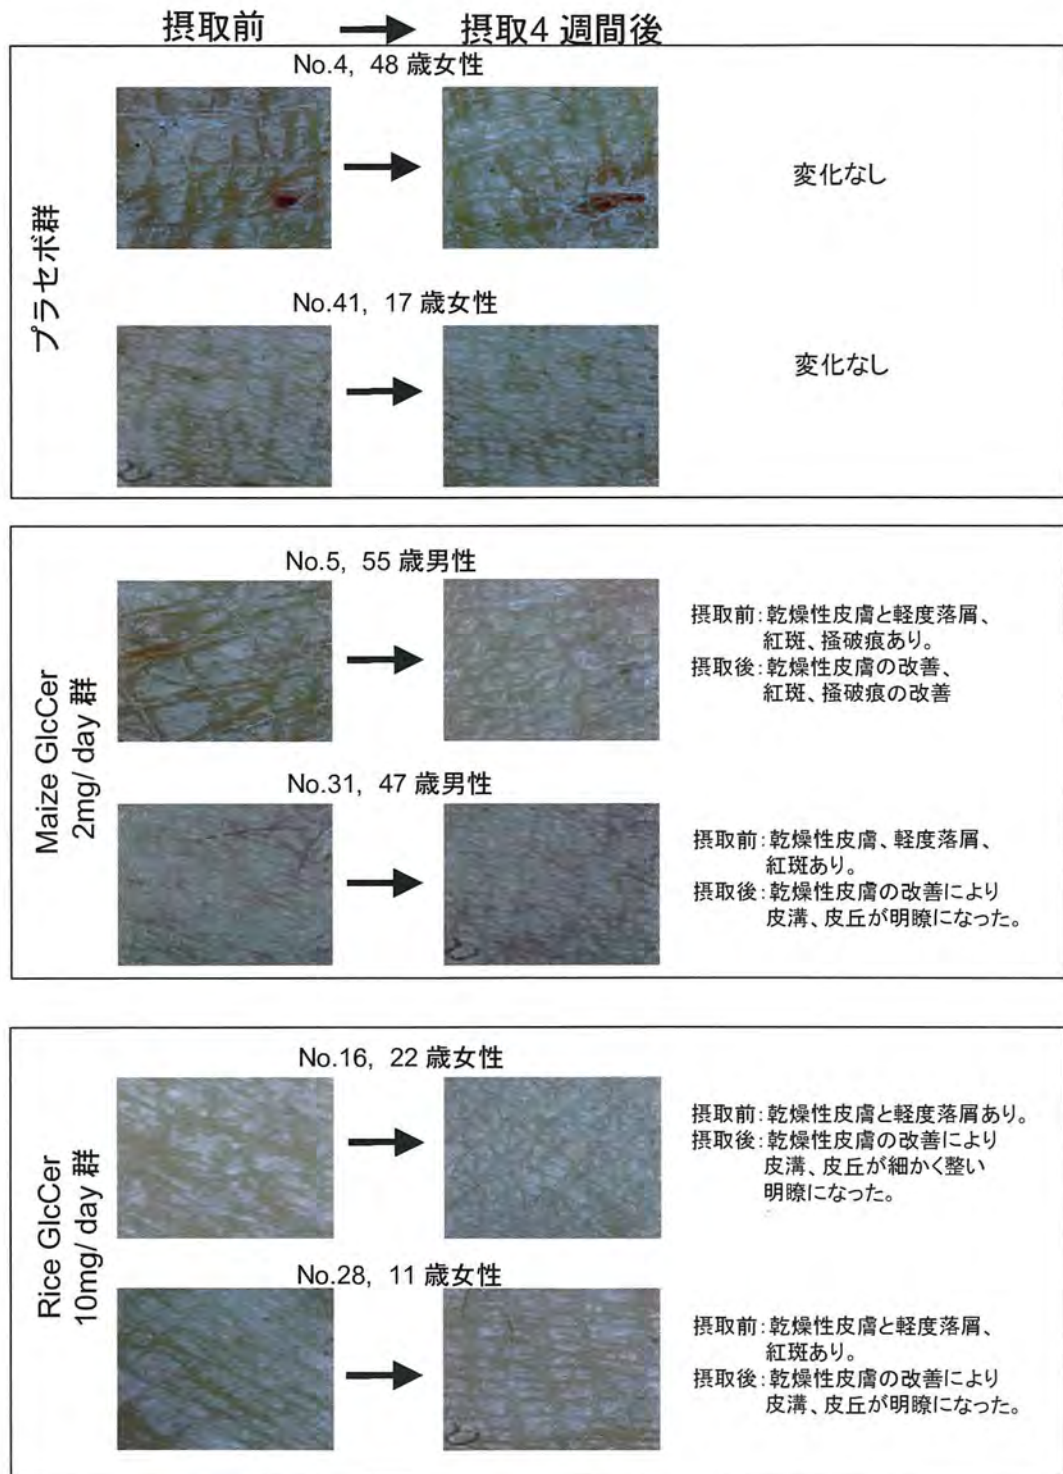 摂取前 → 摂取4 週間後
プラセボ群
No.4, 48 歳女性
変化なし
No.41, 17 歳女性
変化なし
Maize GlcCer
2mg/ day 群
No.5, 55 歳男性
摂取前:乾燥性皮膚と軽度落屑、
紅斑、掻破痕あり。
摂取後:乾燥性皮膚の改善、
紅斑、掻破痕の改善
No.31, 47 歳男性
摂取前:乾燥性皮膚、軽度落屑、
紅斑あり。
摂取後:乾燥性皮膚の改善により
皮溝、皮丘が明瞭になった。
Rice GlcCer
10mg/ day 群
No.16, 22 歳女性
摂取前:乾燥性皮膚と軽度落屑あり。
摂取後:乾燥性皮膚の改善により
皮溝、皮丘が細かく整い
明瞭になった。
No.28, 11 歳女性
摂取前:乾燥性皮膚と軽度落屑、
紅斑あり。
摂取後:乾燥性皮膚の改善により
皮溝、皮丘が明瞭になった。